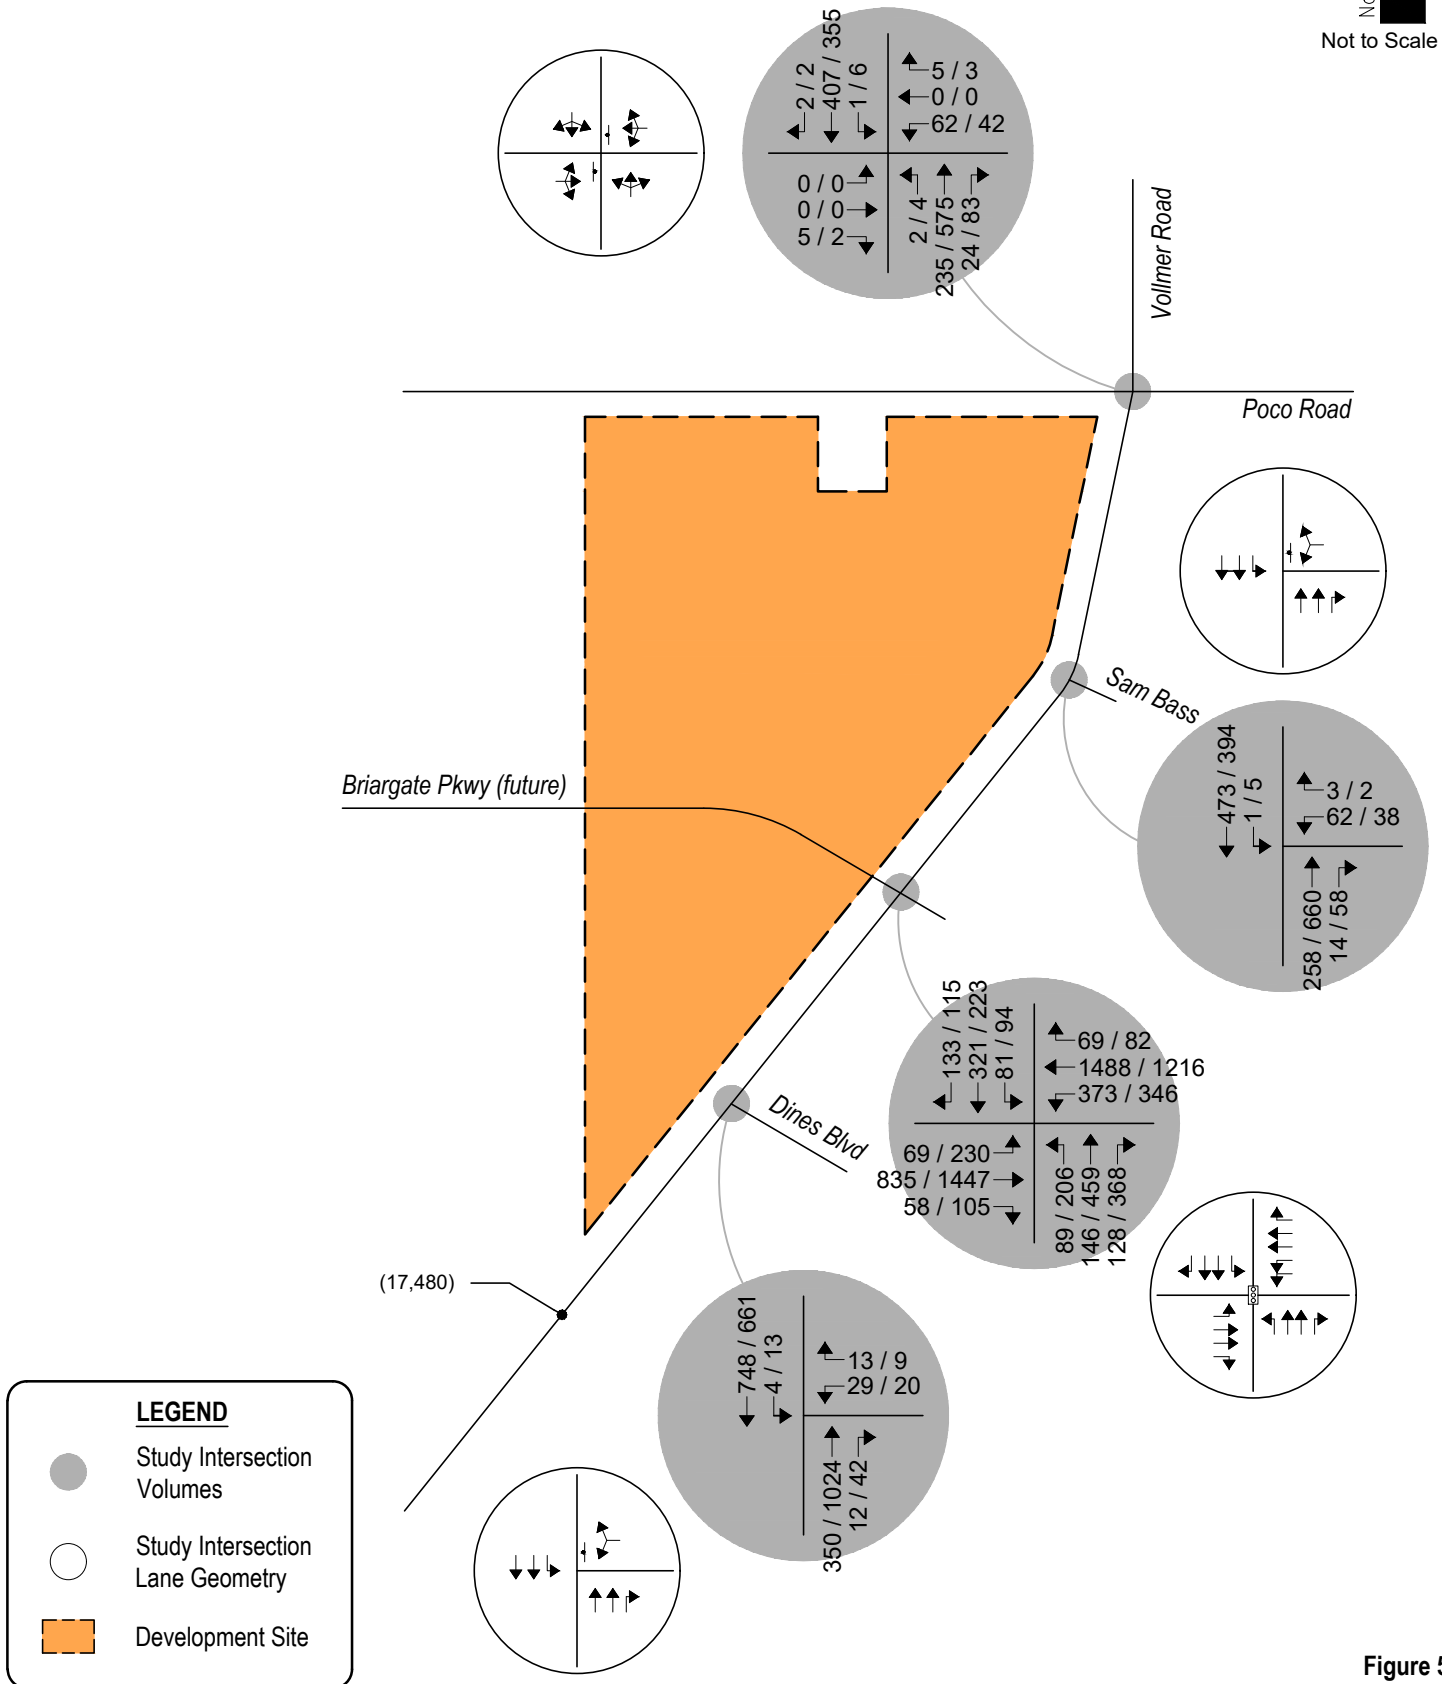 No
Not to Scale
2 / 2
407 / 355
1 / 6
5 / 3
0 / 0
62 / 42
0 / 0
0 / 0
5 / 2
2 / 4
235 / 575
24 / 83
Vollmer Road
Poco Road
Sam Bass
473 / 394
1 / 5
3 / 2
62 / 38
258 / 660
14 / 58
Briargate Pkwy (future)
133 / 115
321 / 223
81 / 94
69 / 82
1488 / 1216
373 / 346
69 / 230
835 / 1447
58 / 105
89 / 206
146 / 459
128 / 368
Dines Blvd
(17,480)
748 / 661
4 / 13
13 / 9
29 / 20
350 / 1024
12 / 42
LEGEND
Study Intersection
Volumes
Study Intersection
Lane Geometry
Development Site
Figure 5